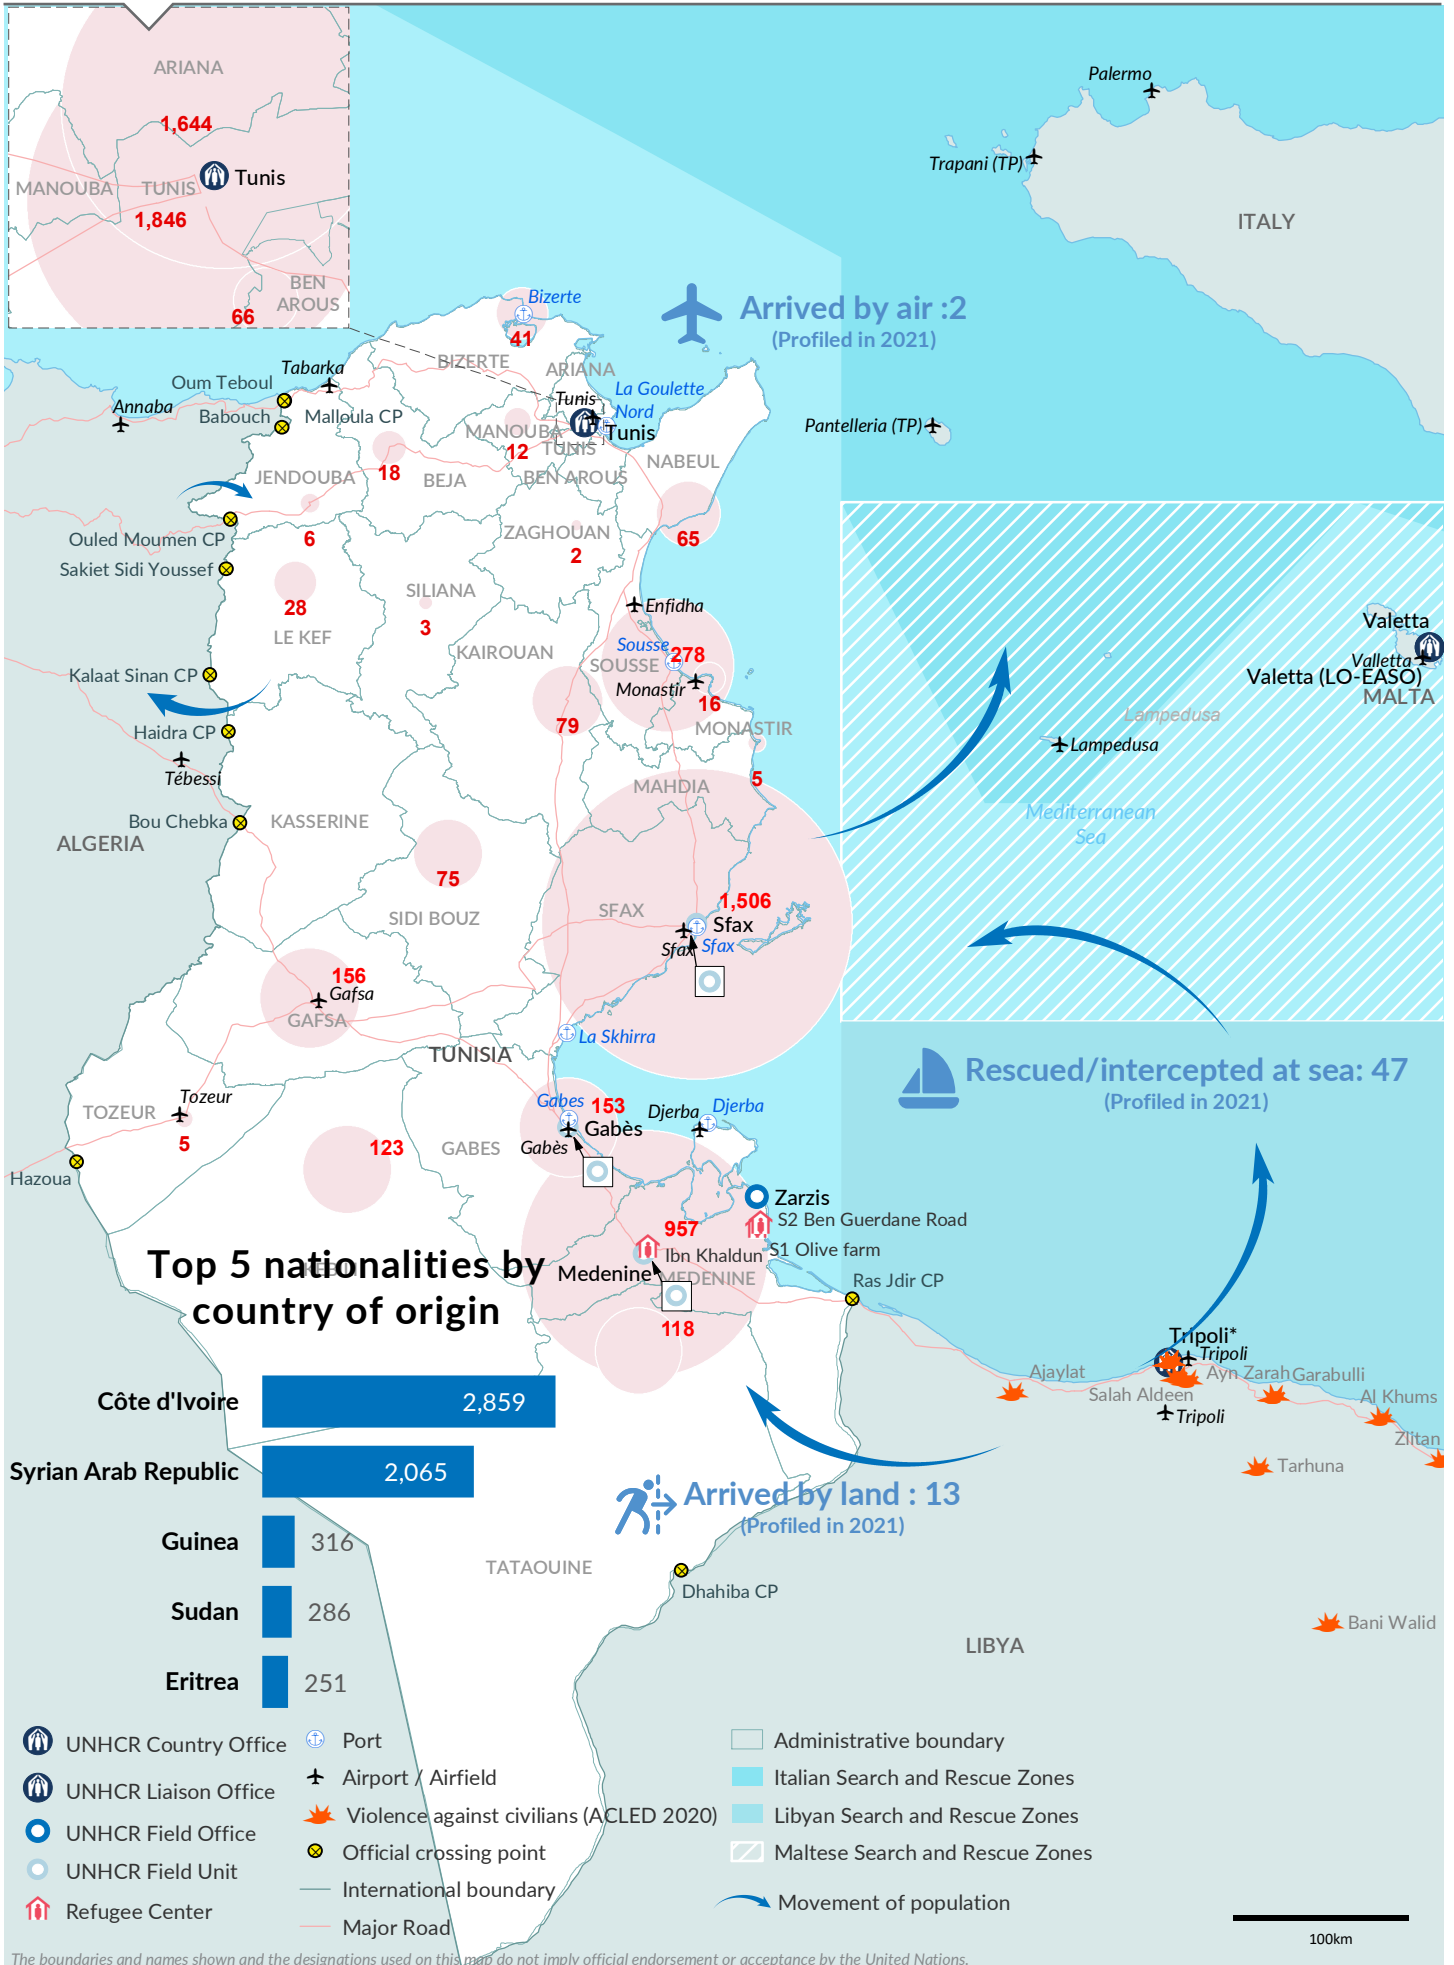 ARIANA
1,644
MANOUBA
TUNIS
Tunis
1,846
BEN
AROUS
66
Palermo
Trapani (TP)
ITALY
Bizerte
41
BIZERTE
Arrived by air :2
(Profiled in 2021)
ARIANA
Tabarka
Oum Teboul
Annaba
Babouch
Malloula CP
La Goulette
Nord
Tunis
Tunis
Pantelleria (TP)
MANOUBA
TUNIS
12
18
JENDOUBA
BEJA
BEN AROUS
NABEUL
ZAGHOUAN
Ouled Moumen CP
6
2
65
Sakiet Sidi Youssef
SILIANA
28
3
LE KEF
Enfidha
KAIROUAN
Sousse
278
SOUSSE
Monastir
16
Valetta
Valletta
Valetta (LO-EASO)
MALTA
Kalaat Sinan CP
79
MONASTIR
Lampedusa
Lampedusa
Haidra CP
Tébessi
5
MAHDIA
Mediterranean
Sea
Bou Chebka
KASSERINE
ALGERIA
75
SIDI BOUZ
SFAX
1,506
Sfax
Sfax
Sfax
156
Gafsa
GAFSA
La Skhirra
TUNISIA
Rescued/intercepted at sea: 47
(Profiled in 2021)
Tozeur
TOZEUR
5
Gabes
153
Gabès
Gabès
Djerba
Djerba
123
GABES
Hazoua
Zarzis
S2 Ben Guerdane Road
957
Ibn Khaldun
S1 Olive farm
Medenine
MEDENINE
Ras Jdir CP
118
Top 5 nationalities by
country of origin
Tripoli*
Tripoli
Ajaylat
Salah Aldeen
Ayn Zarah
Garabulli
Al Khums
Tripoli
Zlitan
Tarhuna
Côte d'Ivoire
2,859
Syrian Arab Republic
2,065
Guinea
316
Sudan
286
Eritrea
251
Arrived by land : 13
(Profiled in 2021)
TATAOUINE
Dhahiba CP
Bani Walid
LIBYA
UNHCR Country Office
UNHCR Liaison Office
UNHCR Field Office
UNHCR Field Unit
Refugee Center
Port
Airport / Airfield
Violence against civilians (ACLED 2020)
Official crossing point
International boundary
Major Road
Administrative boundary
Italian Search and Rescue Zones
Libyan Search and Rescue Zones
Maltese Search and Rescue Zones
Movement of population
100km
The boundaries and names shown and the designations used on this map do not imply official endorsement or acceptance by the United Nations.